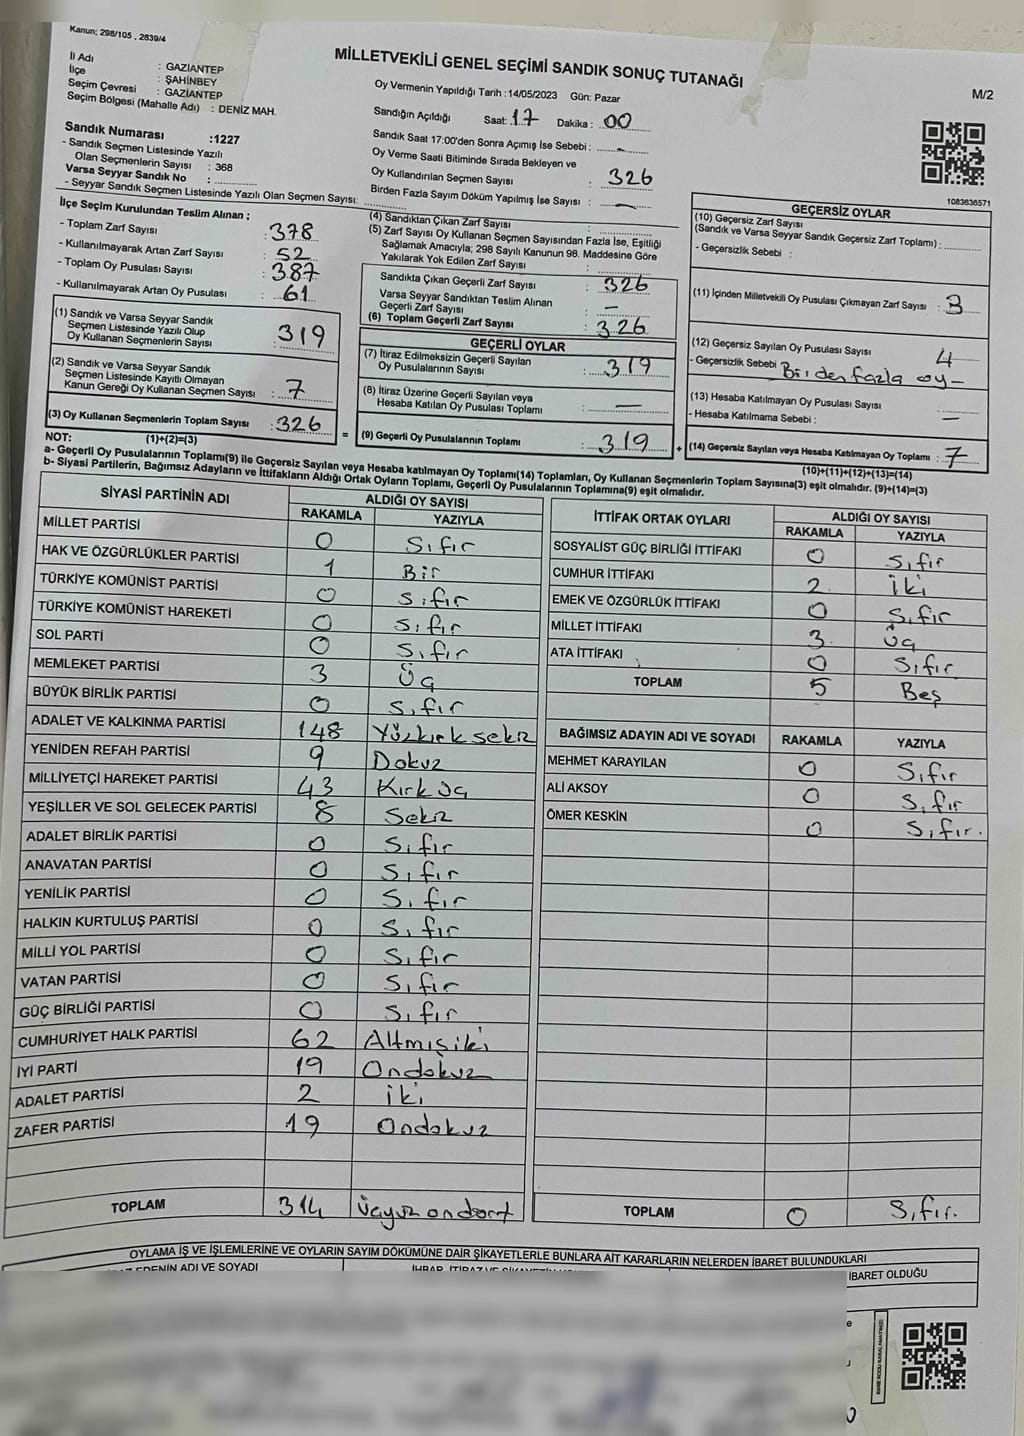 Kanun; 298/105 , 2839/4
MİLLETVEKİLİ GENEL SEÇİMİ SANDIK SONUÇ TUTANAĞI
M/2
İl Adı : GAZİANTEP
İlçe : ŞAHİNBEY
Seçim Çevresi : GAZİANTEP
Seçim Bölgesi (Mahalle Adı) : DENİZ MAH.
Oy Vermenin Yapıldığı Tarih :14/05/2023 Gün: Pazar
Sandığın Açıldığı Saat: 17 Dakika : 00
Sandık Saat 17:00'den Sonra Açımış İse Sebebi : –
Oy Verme Saati Bitiminde Sırada Bekleyen ve
Oy Kullandırılan Seçmen Sayısı : 326
Birden Fazla Sayım Döküm Yapılmış İse Sayısı : –
Sandık Numarası :1227
- Sandık Seçmen Listesinde Yazılı
Olan Seçmenlerin Sayısı : 368
Varsa Seyyar Sandık No :
- Seyyar Sandık Seçmen Listesinde Yazılı Olan Seçmen Sayısı:
İlçe Seçim Kurulundan Teslim Alınan ;
- Toplam Zarf Sayısı : 378
- Kullanılmayarak Artan Zarf Sayısı : 52
- Toplam Oy Pusulası Sayısı : 387
- Kullanılmayarak Artan Oy Pusulası : 61
(1) Sandık ve Varsa Seyyar Sandık
Seçmen Listesinde Yazılı Olup
Oy Kullanan Seçmenlerin Sayısı : 319
(2) Sandık ve Varsa Seyyar Sandık
Seçmen Listesinde Kayıtlı Olmayan
Kanun Gereği Oy Kullanan Seçmen Sayısı : 7
(3) Oy Kullanan Seçmenlerin Toplam Sayısı : 326
(1)+(2)=(3)
(4) Sandıktan Çıkan Zarf Sayısı :
(5) Zarf Sayısı Oy Kullanan Seçmen Sayısından Fazla İse, Eşitliği
Sağlamak Amacıyla; 298 Sayılı Kanunun 98. Maddesine Göre
Yakılarak Yok Edilen Zarf Sayısı :
Sandıkta Çıkan Geçerli Zarf Sayısı : 326
Varsa Seyyar Sandıktan Teslim Alınan
Geçerli Zarf Sayısı : –
(6) Toplam Geçerli Zarf Sayısı : 326
GEÇERLİ OYLAR
(7) İtiraz Edilmeksizin Geçerli Sayılan
Oy Pusulalarının Sayısı : 319
(8) İtiraz Üzerine Geçerli Sayılan veya
Hesaba Katılan Oy Pusulası Toplamı : –
= (9) Geçerli Oy Pusulalarının Toplamı : 319 +
1083636571
GEÇERSİZ OYLAR
(10) Geçersiz Zarf Sayısı
(Sandık ve Varsa Seyyar Sandık Geçersiz Zarf Toplamı) :
- Geçersizlik Sebebi :
(11) İçinden Milletvekili Oy Pusulası Çıkmayan Zarf Sayısı : 3
(12) Geçersiz Sayılan Oy Pusulası Sayısı 4
- Geçersizlik Sebebi Birden fazla oy –
(13) Hesaba Katılmayan Oy Pusulası Sayısı
- Hesaba Katılmama Sebebi : –
(14) Geçersiz Sayılan veya Hesaba Katılmayan Oy Toplamı : 7
(10)+(11)+(12)+(13)=(14)
NOT:
a- Geçerli Oy Pusulalarının Toplamı(9) ile Geçersiz Sayılan veya Hesaba katılmayan Oy Toplamı(14) Toplamları, Oy Kullanan Seçmenlerin Toplam Sayısına(3) eşit olmalıdır. (9)+(14)=(3)
b- Siyasi Partilerin, Bağımsız Adayların ve İttifakların Aldığı Ortak Oyların Toplamı, Geçerli Oy Pusulalarının Toplamına(9) eşit olmalıdır.
SİYASİ PARTİNİN ADI ALDIĞI OY SAYISI
RAKAMLA YAZIYLA
MİLLET PARTİSİ 0 Sıfır
HAK VE ÖZGÜRLÜKLER PARTİSİ 1 Bir
TÜRKİYE KOMÜNİST PARTİSİ 0 Sıfır
TÜRKİYE KOMÜNİST HAREKETİ 0 Sıfır
SOL PARTİ 0 Sıfır
MEMLEKET PARTİSİ 3 Üç
BÜYÜK BİRLİK PARTİSİ 0 Sıfır
ADALET VE KALKINMA PARTİSİ 148 Yüzkırksekiz
YENİDEN REFAH PARTİSİ 9 Dokuz
MİLLİYETÇİ HAREKET PARTİSİ 43 Kırküç
YEŞİLLER VE SOL GELECEK PARTİSİ 8 Sekiz
ADALET BİRLİK PARTİSİ 0 Sıfır
ANAVATAN PARTİSİ 0 Sıfır
YENİLİK PARTİSİ 0 Sıfır
HALKIN KURTULUŞ PARTİSİ 0 Sıfır
MİLLİ YOL PARTİSİ 0 Sıfır
VATAN PARTİSİ 0 Sıfır
GÜÇ BİRLİĞİ PARTİSİ 0 Sıfır
CUMHURİYET HALK PARTİSİ 62 Altmışiki
İYİ PARTİ 19 Ondokuz
ADALET PARTİSİ 2 iki
ZAFER PARTİSİ 19 Ondokuz
TOPLAM 314 Üçyüzondört
İTTİFAK ORTAK OYLARI ALDIĞI OY SAYISI
RAKAMLA YAZIYLA
SOSYALİST GÜÇ BİRLİĞİ İTTİFAKI 0 Sıfır
CUMHUR İTTİFAKI 2 İki
EMEK VE ÖZGÜRLÜK İTTİFAKI 0 Sıfır
MİLLET İTTİFAKI 3 Üç
ATA İTTİFAKI 0 Sıfır
TOPLAM 5 Beş
BAĞIMSIZ ADAYIN ADI VE SOYADI RAKAMLA YAZIYLA
MEHMET KARAYILAN 0 Sıfır
ALİ AKSOY 0 Sıfır
ÖMER KESKİN 0 Sıfır.
TOPLAM 0 Sıfır.
OYLAMA İŞ VE İŞLEMLERİNE VE OYLARIN SAYIM DÖKÜMÜNE DAİR ŞİKAYETLERLE BUNLARA AİT KARARLARIN NELERDEN İBARET BULUNDUKLARI
ADI VE SOYADI
İBARET OLDUĞU